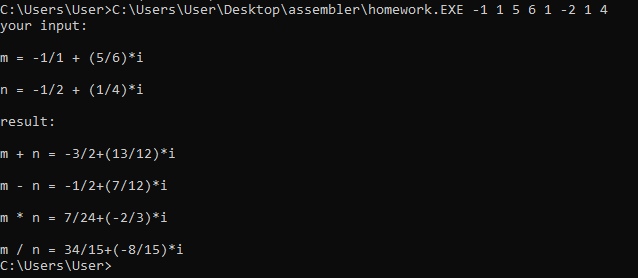 C:\Users\User>C:\Users\User\Desktop\assembler\homework.EXE -1 1 5 6 1 -2 1 4
your input:
m = -1/1 + (5/6)*i
n = -1/2 + (1/4)*i
result:
m + n = -3/2+(13/12)*i
m - n = -1/2+(7/12)*i
m * n = 7/24+(-2/3)*i
m / n = 34/15+(-8/15)*i
C:\Users\User>